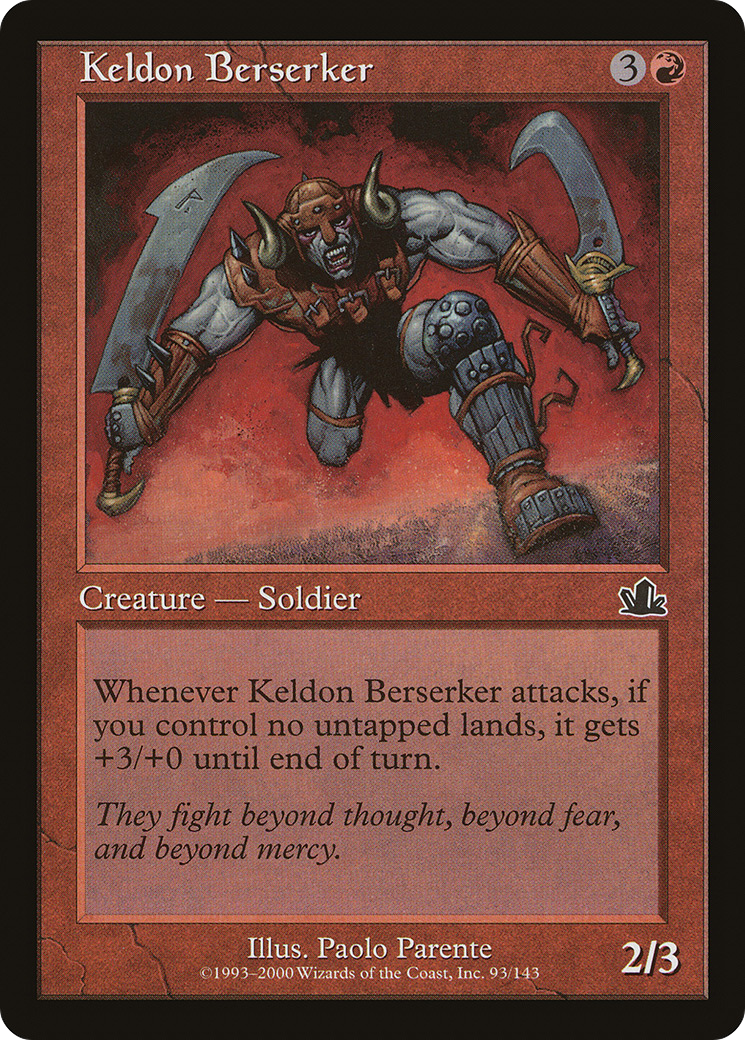 Keldon Berserker 3
Creature — Soldier
Whenever Keldon Berserker attacks, if
you control no untapped lands, it gets
+3/+0 until end of turn.
They fight beyond thought, beyond fear,
and beyond mercy.
Illus. Paolo Parente
©1993–2000 Wizards of the Coast, Inc. 93/143
2/3